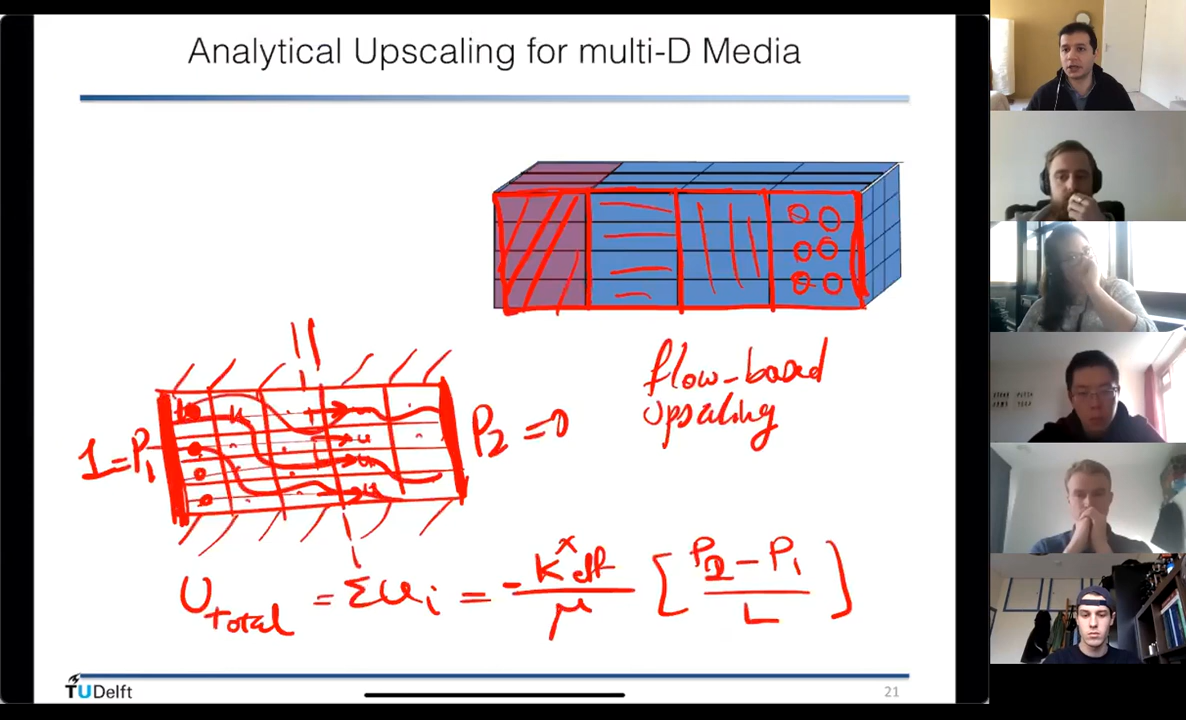 Analytical Upscaling for multi-D Media
flow-based
upscaling
1=P1
P2=0
Utotal = Σui = - Kxeff / μ [ P2 - P1 / L ]
TUDelft
21